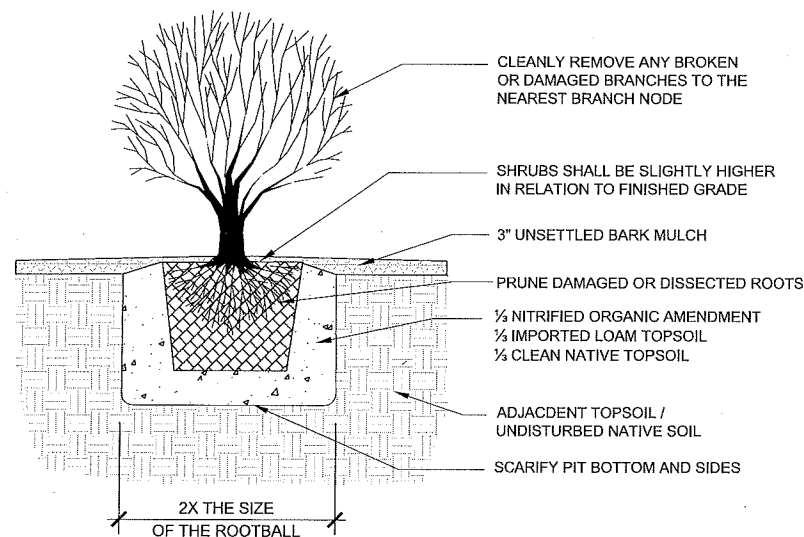 CLEANLY REMOVE ANY BROKEN
OR DAMAGED BRANCHES TO THE
NEAREST BRANCH NODE
SHRUBS SHALL BE SLIGHTLY HIGHER
IN RELATION TO FINISHED GRADE
3" UNSETTLED BARK MULCH
PRUNE DAMAGED OR DISSECTED ROOTS
⅓ NITRIFIED ORGANIC AMENDMENT
⅓ IMPORTED LOAM TOPSOIL
⅓ CLEAN NATIVE TOPSOIL
ADJACDENT TOPSOIL /
UNDISTURBED NATIVE SOIL
SCARIFY PIT BOTTOM AND SIDES
2X THE SIZE
OF THE ROOTBALL